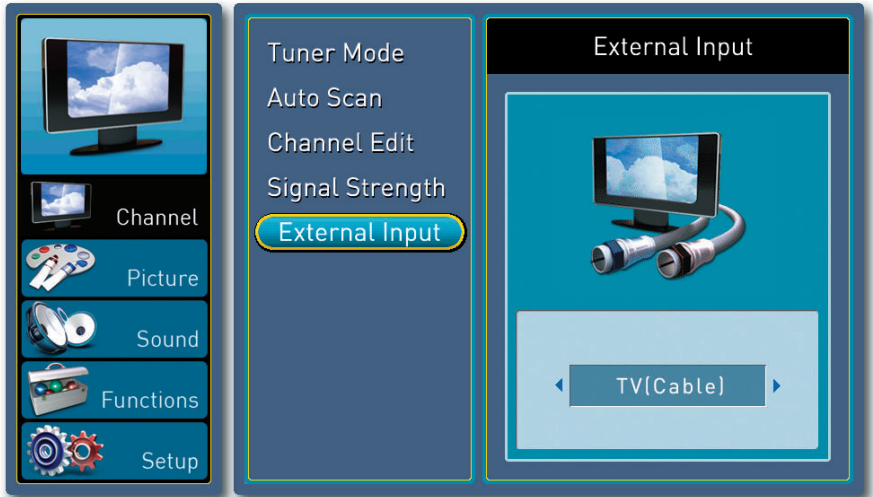 Channel
Picture
Sound
Functions
Setup
Tuner Mode
Auto Scan
Channel Edit
Signal Strength
External Input
External Input
TV(Cable)